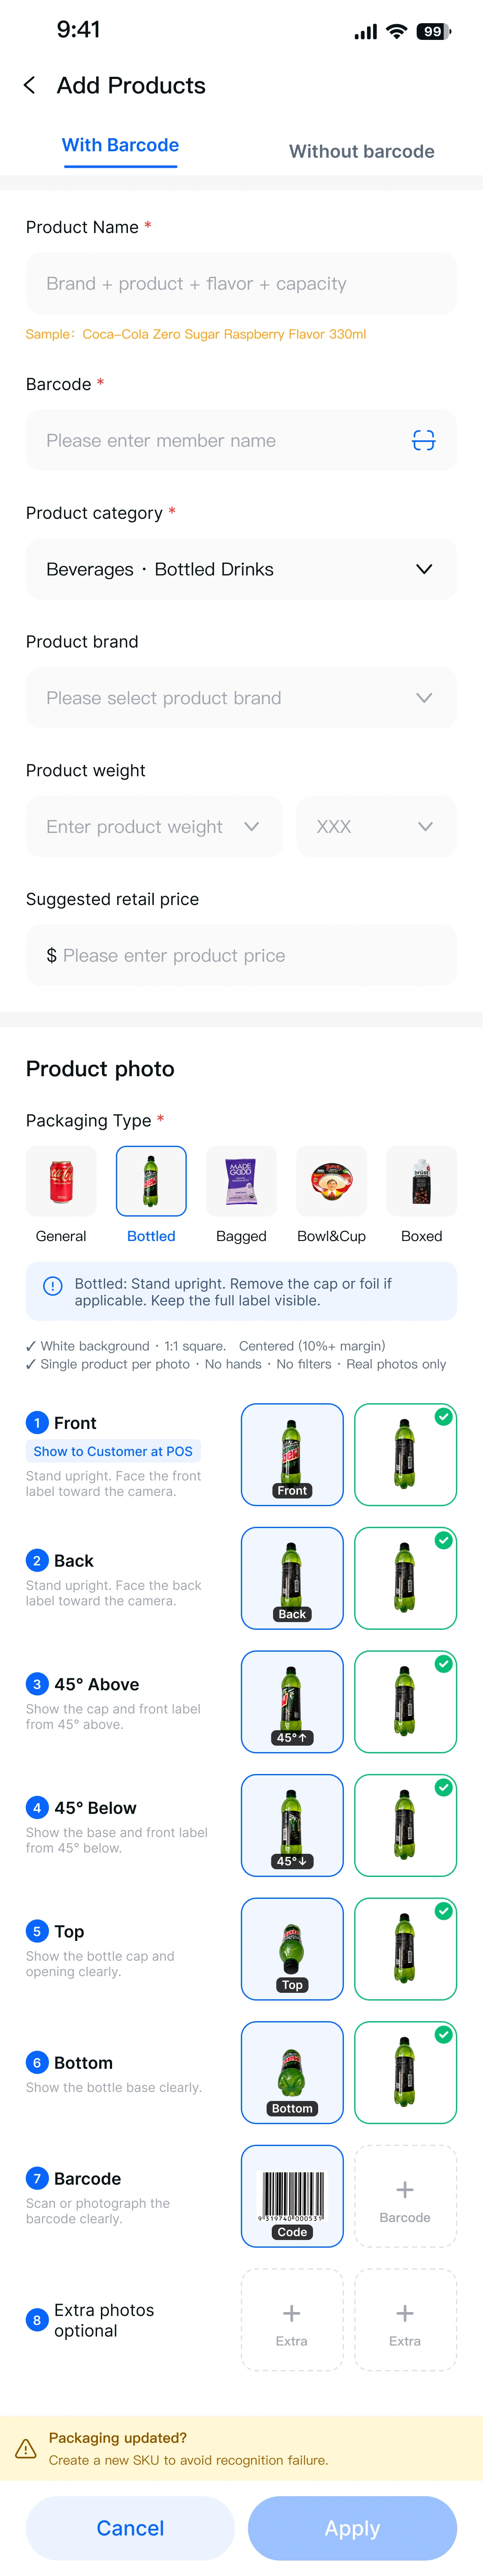 9:41
99
Add Products
With Barcode
Without barcode
Product Name *
Brand + product + flavor + capacity
Sample: Coca-Cola Zero Sugar Raspberry Flavor 330ml
Barcode *
Please enter member name
Product category *
Beverages · Bottled Drinks
Product brand
Please select product brand
Product weight
Enter product weight
XXX
Suggested retail price
$ Please enter product price
Product photo
Packaging Type *
MADE
GOOD
General
Bottled
Bagged
Bowl&Cup
Boxed
Bottled: Stand upright. Remove the cap or foil if
applicable. Keep the full label visible.
✓ White background · 1:1 square. Centered (10%+ margin)
✓ Single product per photo · No hands · No filters · Real photos only
1 Front
Show to Customer at POS
Stand upright. Face the front
label toward the camera.
Front
2 Back
Stand upright. Face the back
label toward the camera.
Back
3 45° Above
Show the cap and front label
from 45° above.
45°↑
4 45° Below
Show the base and front label
from 45° below.
45°↓
5 Top
Show the bottle cap and
opening clearly.
Top
6 Bottom
Show the bottle base clearly.
Bottom
7 Barcode
Scan or photograph the
barcode clearly.
9 319740 000531
Code
Barcode
8 Extra photos
optional
Extra
Extra
Packaging updated?
Create a new SKU to avoid recognition failure.
Cancel
Apply